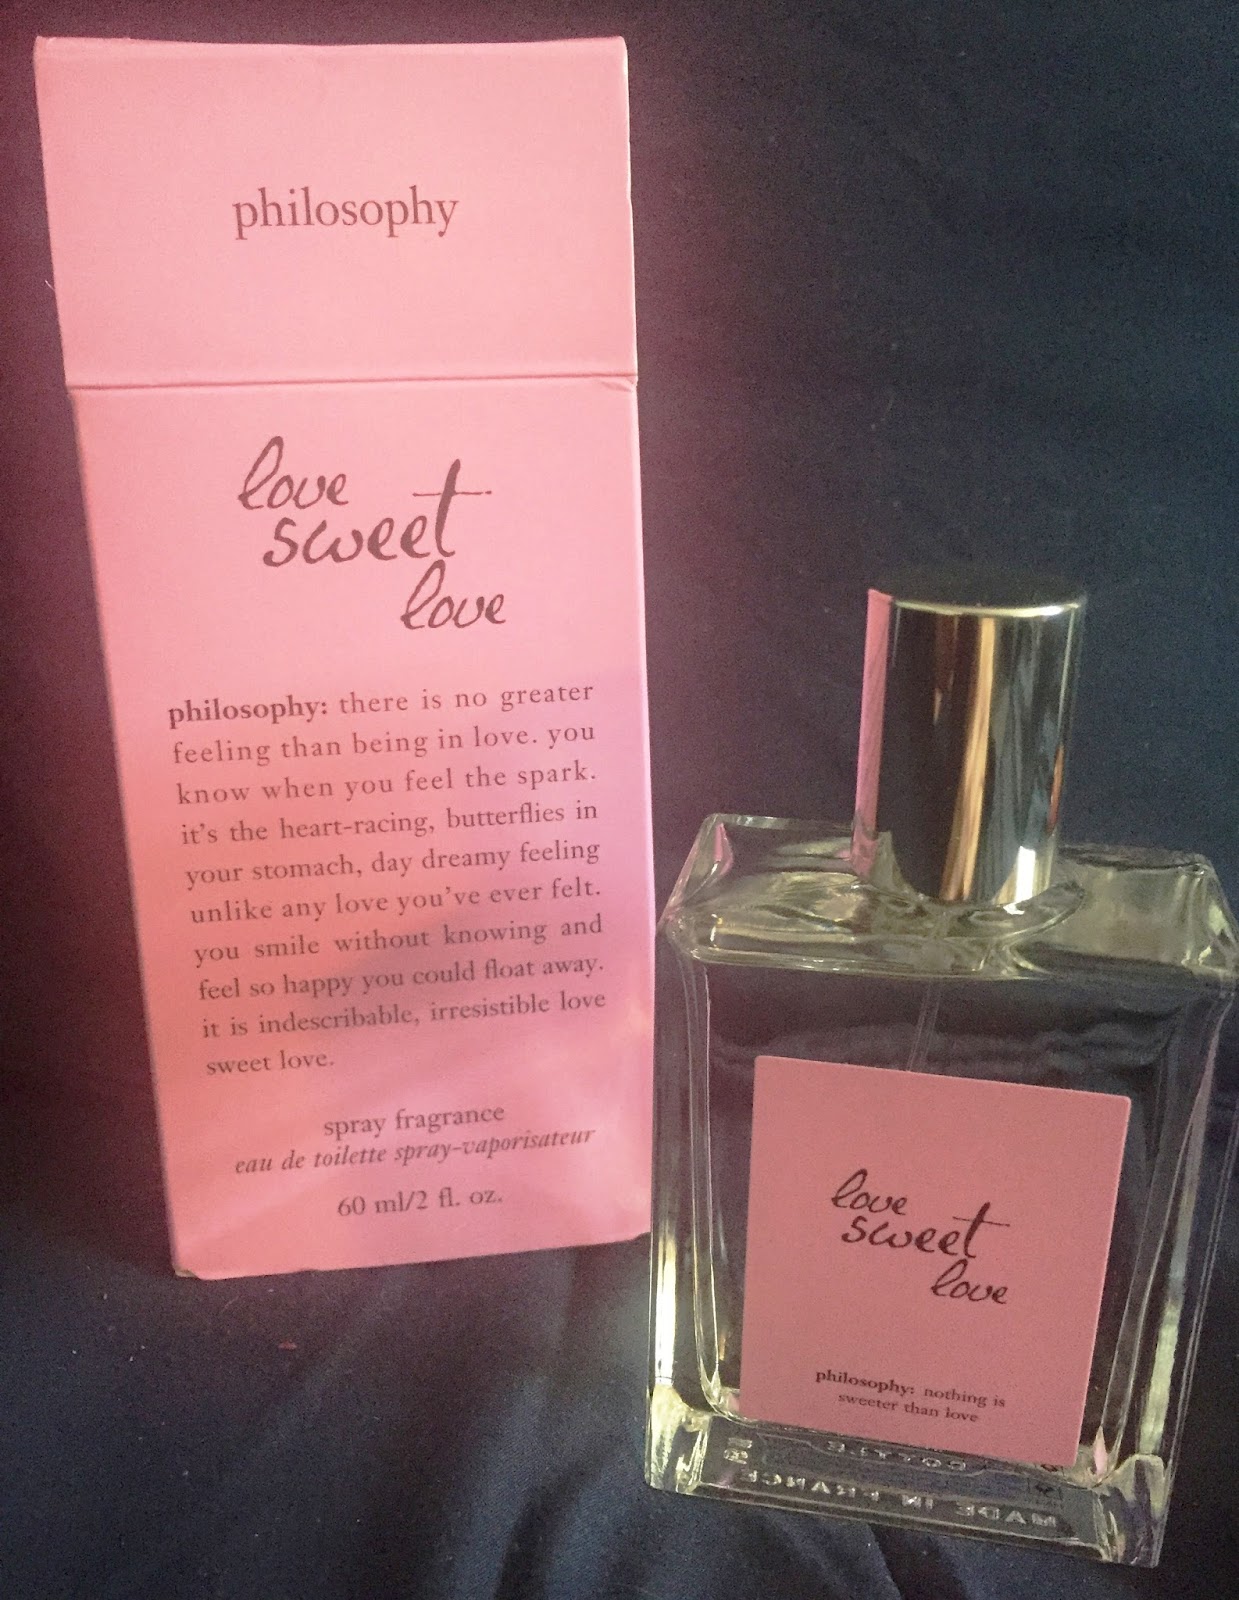 philosophy
love
sweet
love
philosophy: there is no greater
feeling than being in love. you
know when you feel the spark.
it's the heart-racing, butterflies in
your stomach, day dreamy feeling
unlike any love you've ever felt.
you smile without knowing and
feel so happy you could float away.
it is indescribable, irresistible love
sweet love.
spray fragrance
eau de toilette spray-vaporisateur
60 ml/2 fl. oz.
love
sweet
love
philosophy: nothing is
sweeter than love
BOTTLE
MADE IN FRANCE